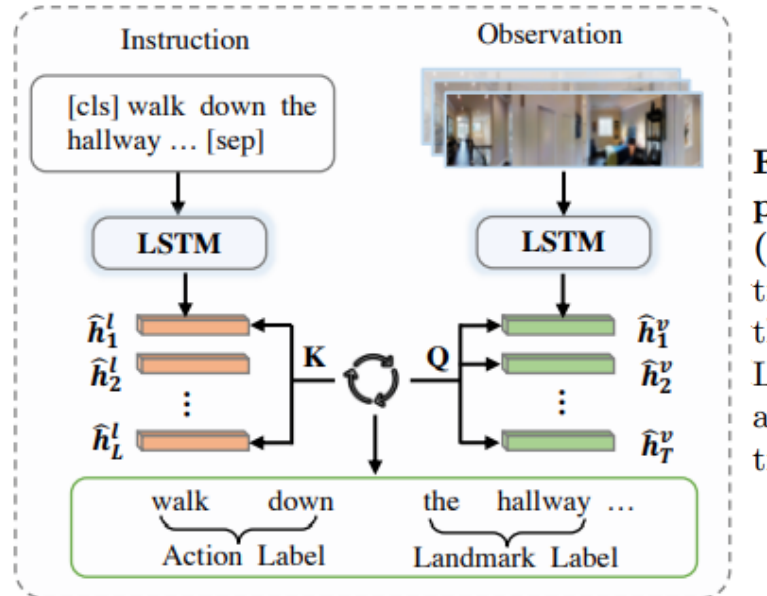 Instruction
Observation
[cls] walk down the
hallway … [sep]
LSTM
LSTM
ĥ₁ˡ
ĥ₂ˡ
⋮
ĥ_Lˡ
K
Q
ĥ₁ᵛ
ĥ₂ᵛ
⋮
ĥ_Tᵛ
walk down the hallway …
Action Label Landmark Label
(
t
L
a
t